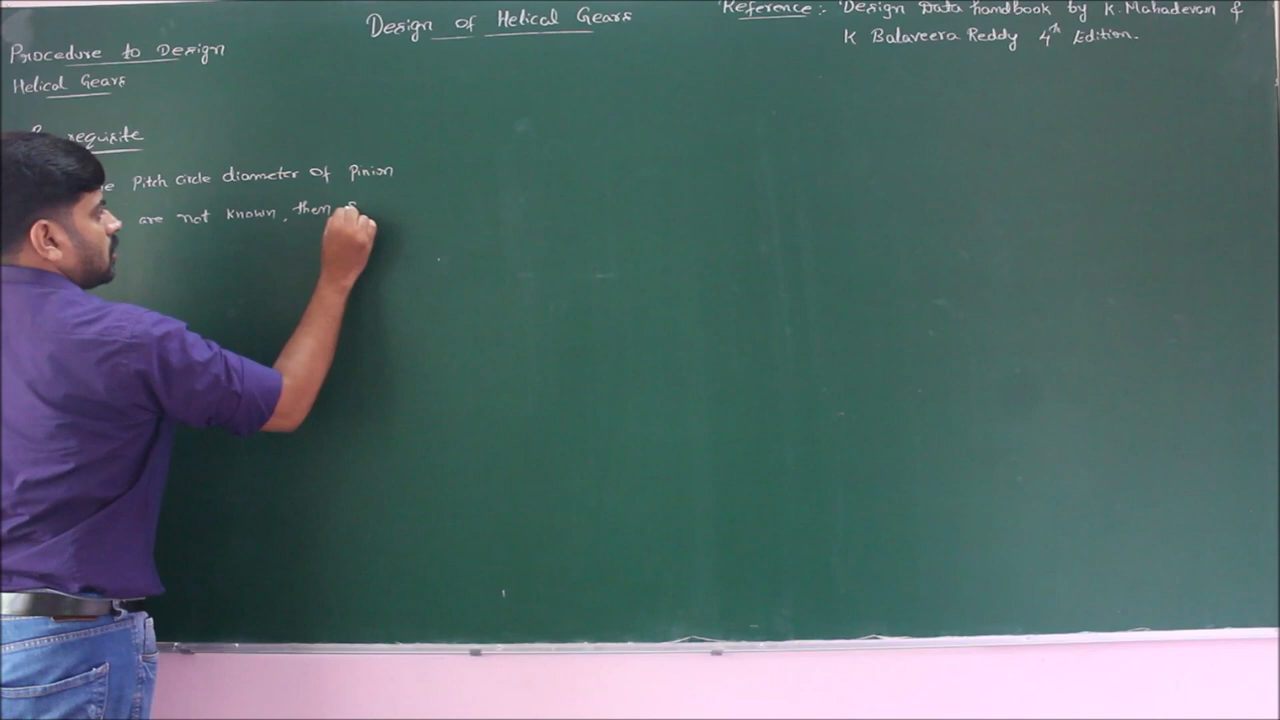 Design of Helical Gears
Reference:- Design Data handbook by K. Mahadevan &
K Balaveera Reddy 4th Edition.
Procedure to Design
Helical Gears
Pitch circle diameter of Pinion
are not known, then